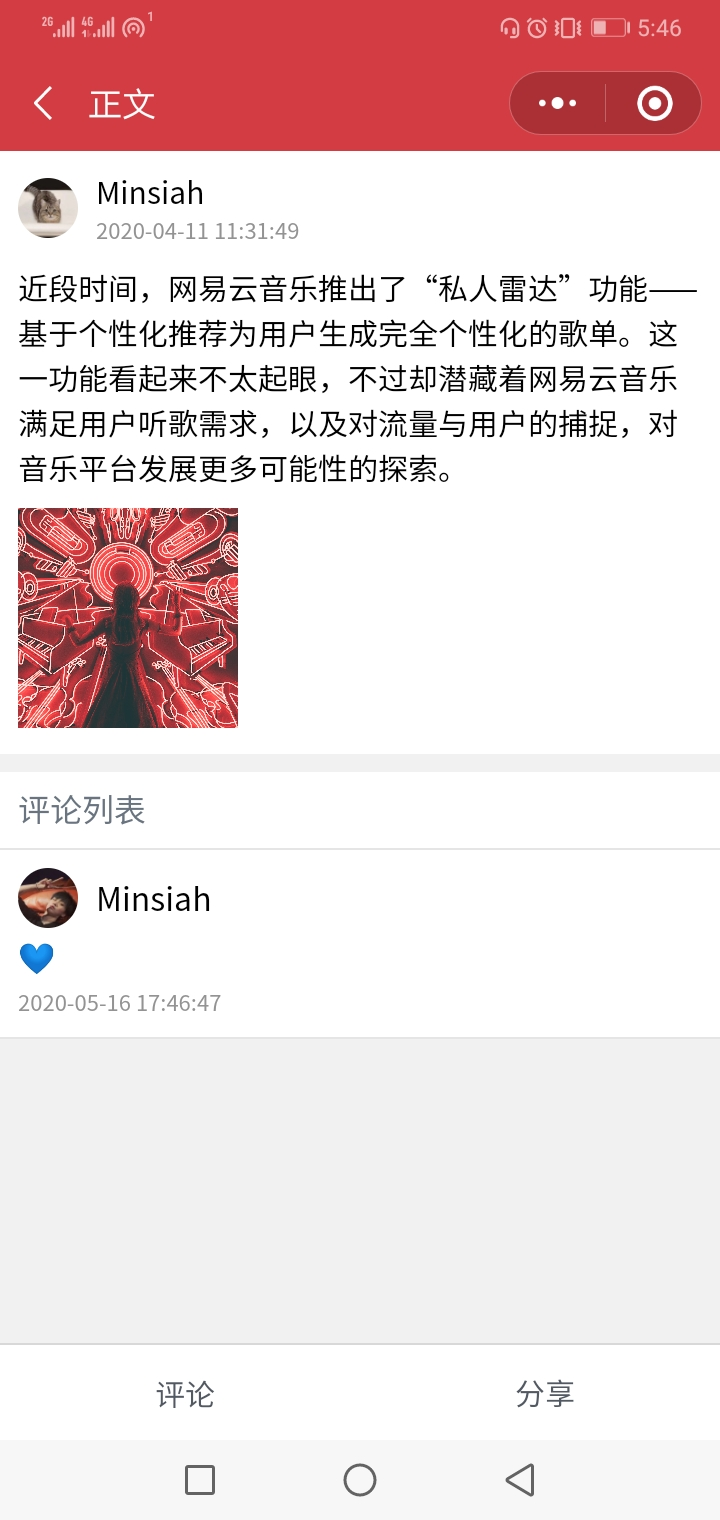 2G 4G 1 5:46
正文
Minsiah
2020-04-11 11:31:49
近段时间，网易云音乐推出了“私人雷达”功能——
基于个性化推荐为用户生成完全个性化的歌单。这
一功能看起来不太起眼，不过却潜藏着网易云音乐
满足用户听歌需求，以及对流量与用户的捕捉，对
音乐平台发展更多可能性的探索。
评论列表
Minsiah
💙
2020-05-16 17:46:47
评论 分享